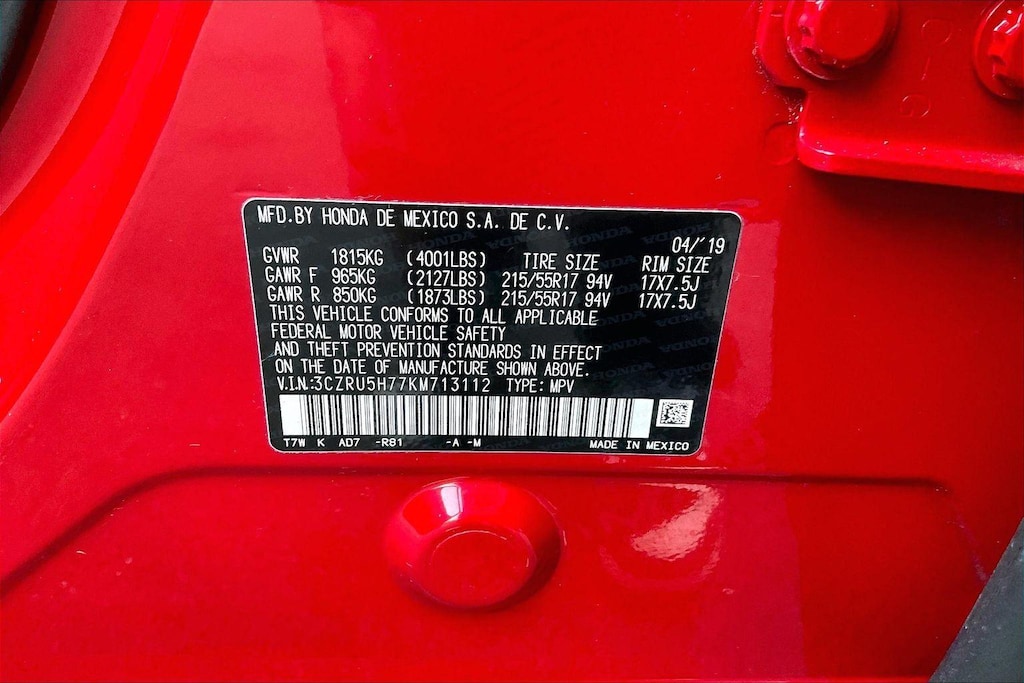 MFD.BY HONDA DE MEXICO S.A. DE C.V.
04/'19
GVWR 1815KG (4001LBS) TIRE SIZE RIM SIZE
GAWR F 965KG (2127LBS) 215/55R17 94V 17X7.5J
GAWR R 850KG (1873LBS) 215/55R17 94V 17X7.5J
THIS VEHICLE CONFORMS TO ALL APPLICABLE
FEDERAL MOTOR VEHICLE SAFETY
AND THEFT PREVENTION STANDARDS IN EFFECT
ON THE DATE OF MANUFACTURE SHOWN ABOVE.
V.I.N.:3CZRU5H77KM713112 TYPE: MPV
T7W K AD7 -R81 -A -M MADE IN MEXICO